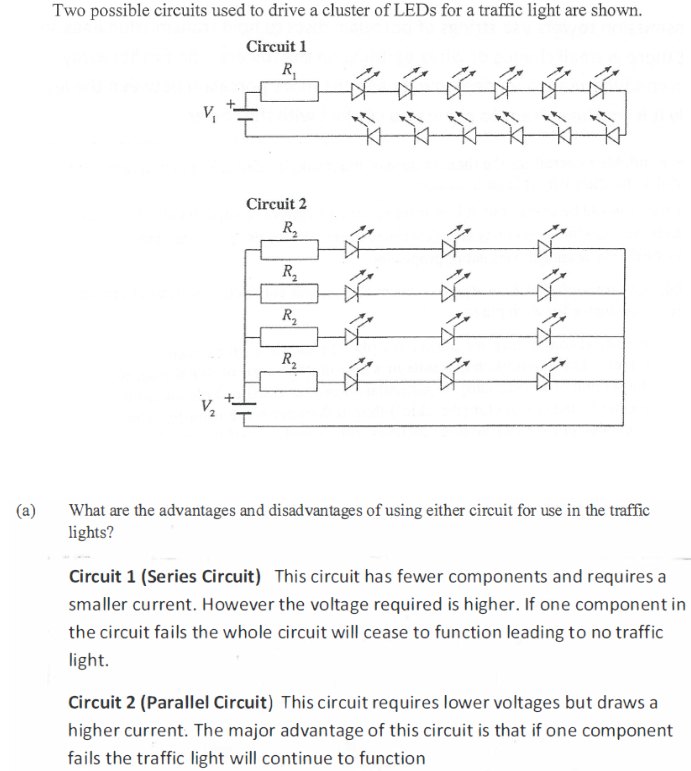 Two possible circuits used to drive a cluster of LEDs for a traffic light are shown.
Circuit 1
R₁
V₁
+
Circuit 2
R₂
R₂
R₂
R₂
V₂
+
(a) What are the advantages and disadvantages of using either circuit for use in the traffic
lights?
Circuit 1 (Series Circuit) This circuit has fewer components and requires a
smaller current. However the voltage required is higher. If one component in
the circuit fails the whole circuit will cease to function leading to no traffic
light.
Circuit 2 (Parallel Circuit) This circuit requires lower voltages but draws a
higher current. The major advantage of this circuit is that if one component
fails the traffic light will continue to function